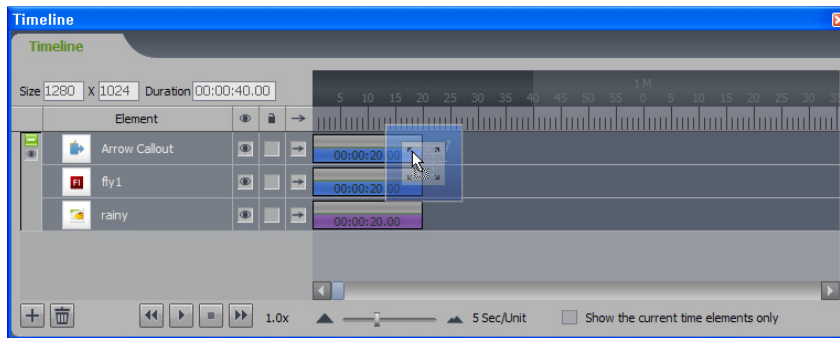 Timeline
Timeline
Size 1280 X 1024 Duration 00:00:40.00
1 M
5 10 15 20 25 30 35 40 45 50 55 0 5 10 15 20 25 30
Element
Arrow Callout 00:00:20.00
Fl fly1 00:00:20.00
rainy 00:00:20.00
1.0x 5 Sec/Unit Show the current time elements only